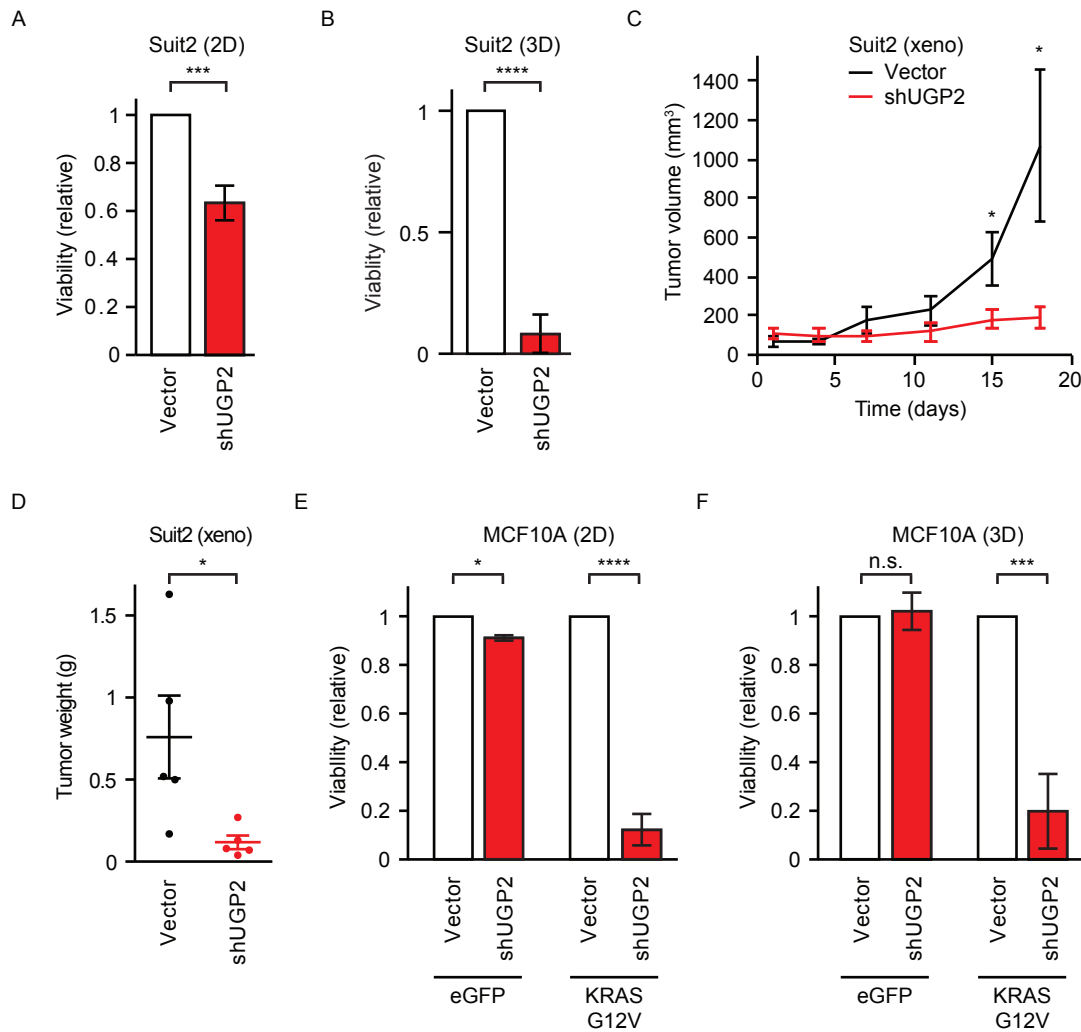 A
Suit2 (2D)
***
Viability (relative)
1
0.8
0.6
0.4
0.2
0
Vector
shUGP2
B
Suit2 (3D)
****
Viablity (relative)
1
0.5
0
Vector
shUGP2
C
Suit2 (xeno)
Vector
shUGP2
*
*
Tumor volume (mm³)
1400
1200
1000
800
600
400
200
0
0 5 10 15 20
Time (days)
D
Suit2 (xeno)
*
Tumor weight (g)
1.5
1
0.5
0
Vector
shUGP2
E
MCF10A (2D)
* ****
Viability (relative)
1
0.8
0.6
0.4
0.2
0
Vector
shUGP2
Vector
shUGP2
eGFP
KRAS
G12V
F
MCF10A (3D)
n.s. ***
Viability (relative)
1
0.8
0.6
0.4
0.2
0
Vector
shUGP2
Vector
shUGP2
eGFP
KRAS
G12V